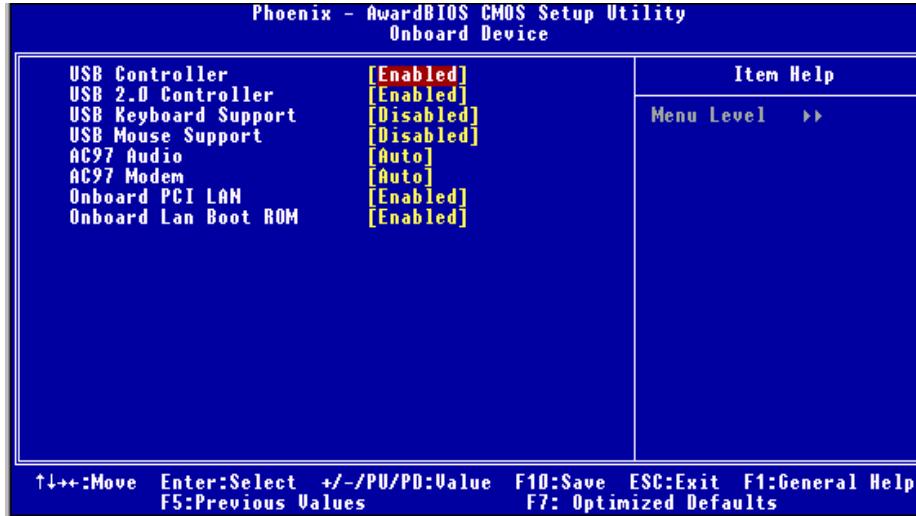 Phoenix - AwardBIOS CMOS Setup Utility
Onboard Device
USB Controller [Enabled]
USB 2.0 Controller [Enabled]
USB Keyboard Support [Disabled]
USB Mouse Support [Disabled]
AC97 Audio [Auto]
AC97 Modem [Auto]
Onboard PCI LAN [Enabled]
Onboard Lan Boot ROM [Enabled]
Item Help
Menu Level ►►
↑↓→←:Move Enter:Select +/-/PU/PD:Value F10:Save ESC:Exit F1:General Help
F5:Previous Values F7: Optimized Defaults